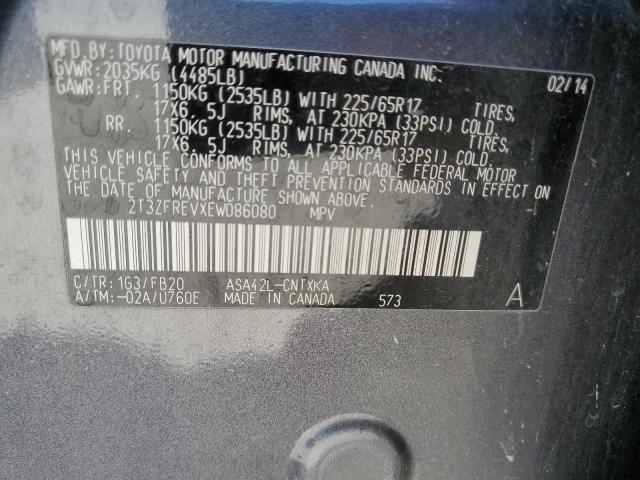 MFD.BY:TOYOTA MOTOR MANUFACTURING CANADA INC. 02/14
GVWR:2035KG (4485LB)
GAWR:FRT. 1150KG (2535LB) WITH 225/65R17 TIRES,
17X6.5J RIMS, AT 230KPA (33PSI) COLD.
RR. 1150KG (2535LB) WITH 225/65R17 TIRES,
17X6.5J RIMS, AT 230KPA (33PSI) COLD.
THIS VEHICLE CONFORMS TO ALL APPLICABLE FEDERAL MOTOR
VEHICLE SAFETY AND THEFT PREVENTION STANDARDS IN EFFECT ON
THE DATE OF MANUFACTURE SHOWN ABOVE.
2T3ZFREVXEW086080 MPV
C/TR:1G3/FB20 ASA42L-CNTXKA
A/TM:-02A/U760E MADE IN CANADA 573 A